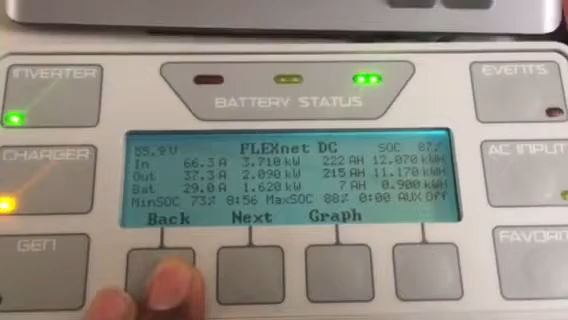 INVERTER
BATTERY STATUS
EVENTS
55.9 V FLEXnet DC SOC 87%
In 66.3 A 3.710 kW 222 AH 12.070 kWH
Out 37.3 A 2.090 kW 215 AH 11.170 kWH
Bat 29.0 A 1.620 kW 7 AH 0.900 kWH
MinSOC 73% 8:56 MaxSOC 88% 0:00 AUX Off
Back Next Graph
CHARGER
AC INPUT
GEN
FAVORIT